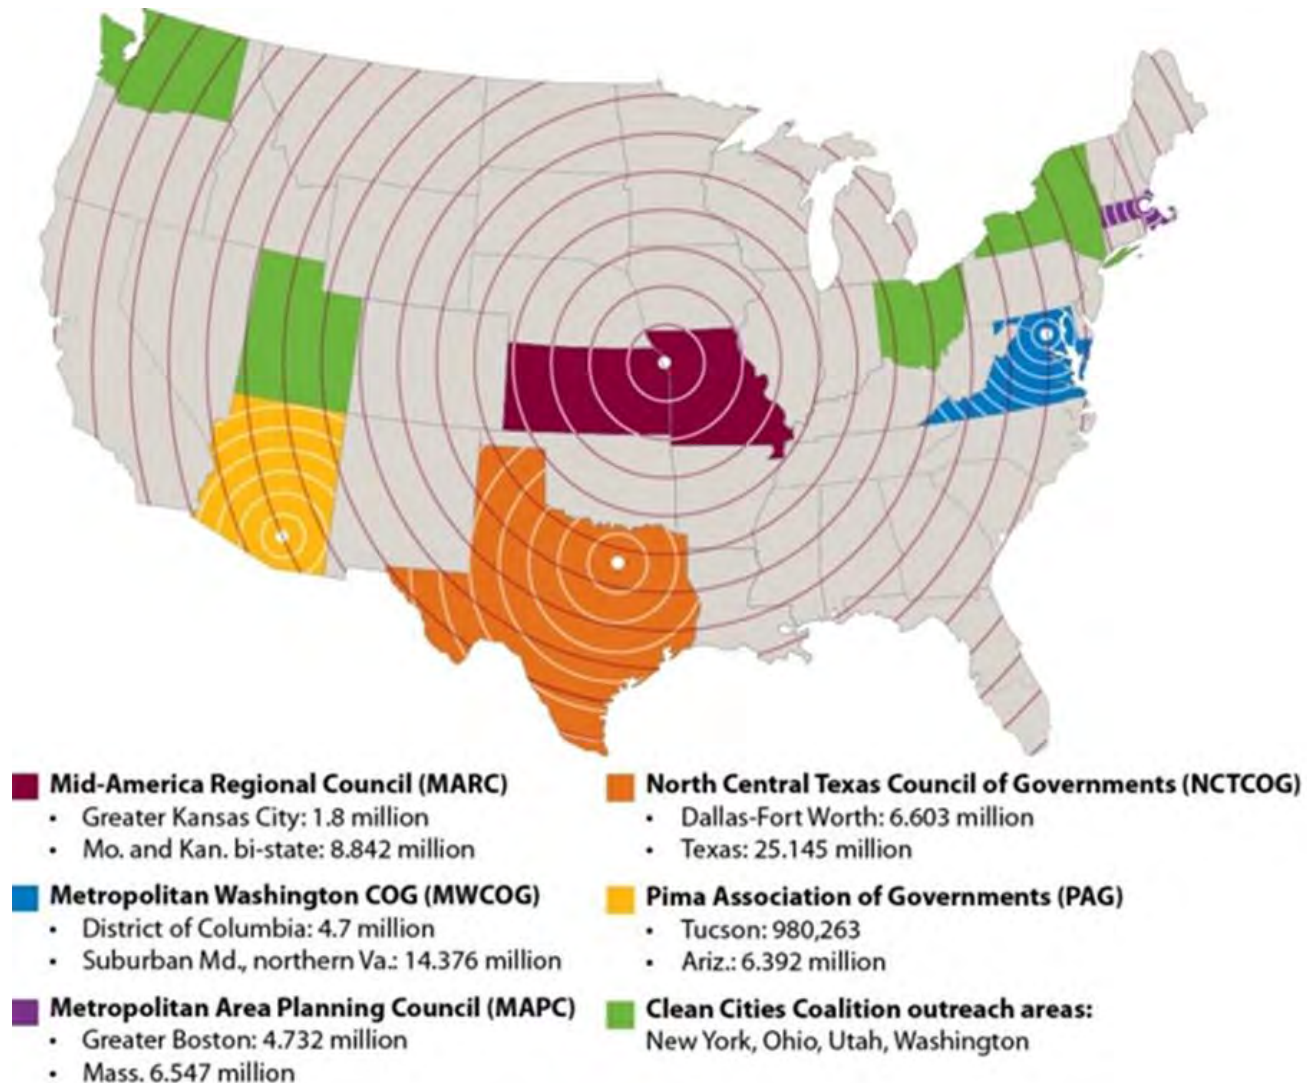 Mid-America Regional Council (MARC)
• Greater Kansas City: 1.8 million
• Mo. and Kan. bi-state: 8.842 million
Metropolitan Washington COG (MWCOG)
• District of Columbia: 4.7 million
• Suburban Md., northern Va.: 14.376 million
Metropolitan Area Planning Council (MAPC)
• Greater Boston: 4.732 million
• Mass. 6.547 million
North Central Texas Council of Governments (NCTCOG)
• Dallas-Fort Worth: 6.603 million
• Texas: 25.145 million
Pima Association of Governments (PAG)
• Tucson: 980,263
• Ariz.: 6.392 million
Clean Cities Coalition outreach areas:
New York, Ohio, Utah, Washington